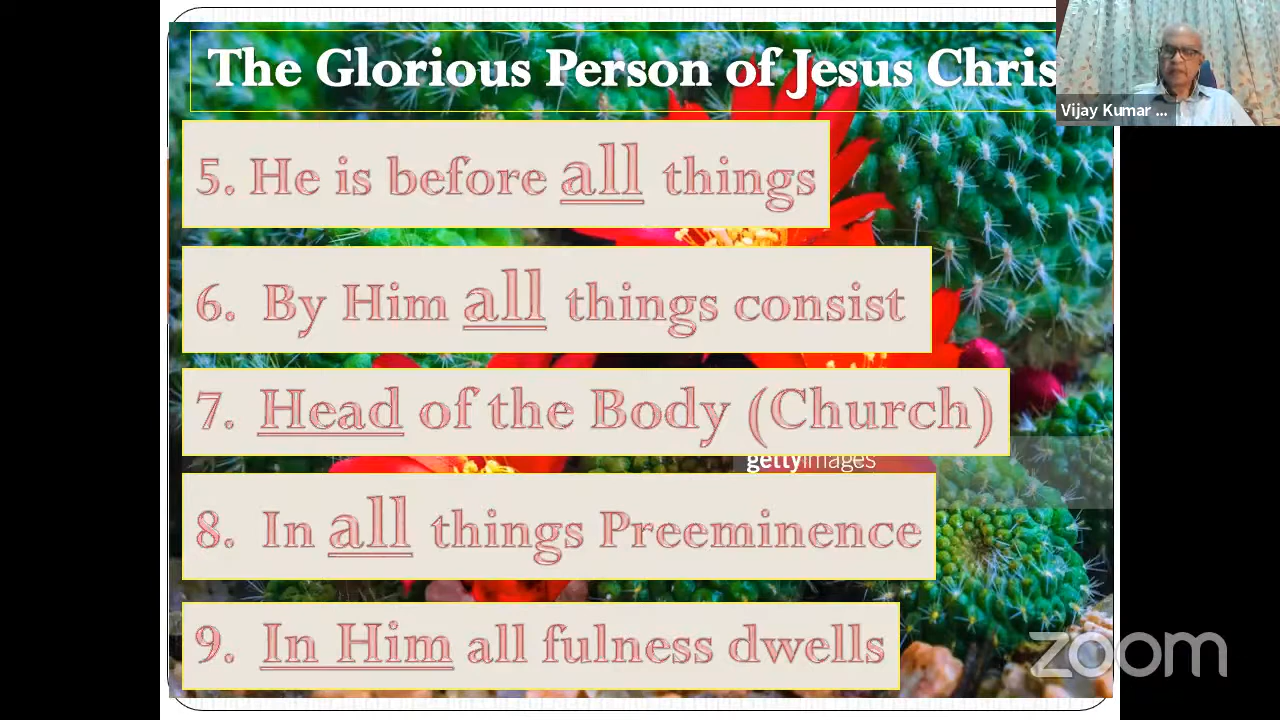 The Glorious Person of Jesus Chris
Vijay Kumar ...
5. He is before all things
6. By Him all things consist
7. Head of the Body (Church)
gettyimages
8. In all things Preeminence
9. In Him all fulness dwells
zoom